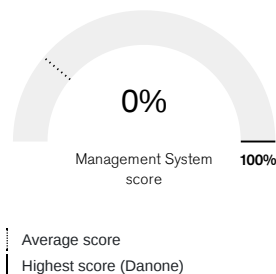 0%
Management System
score
100%
Average score
Highest score (Danone)